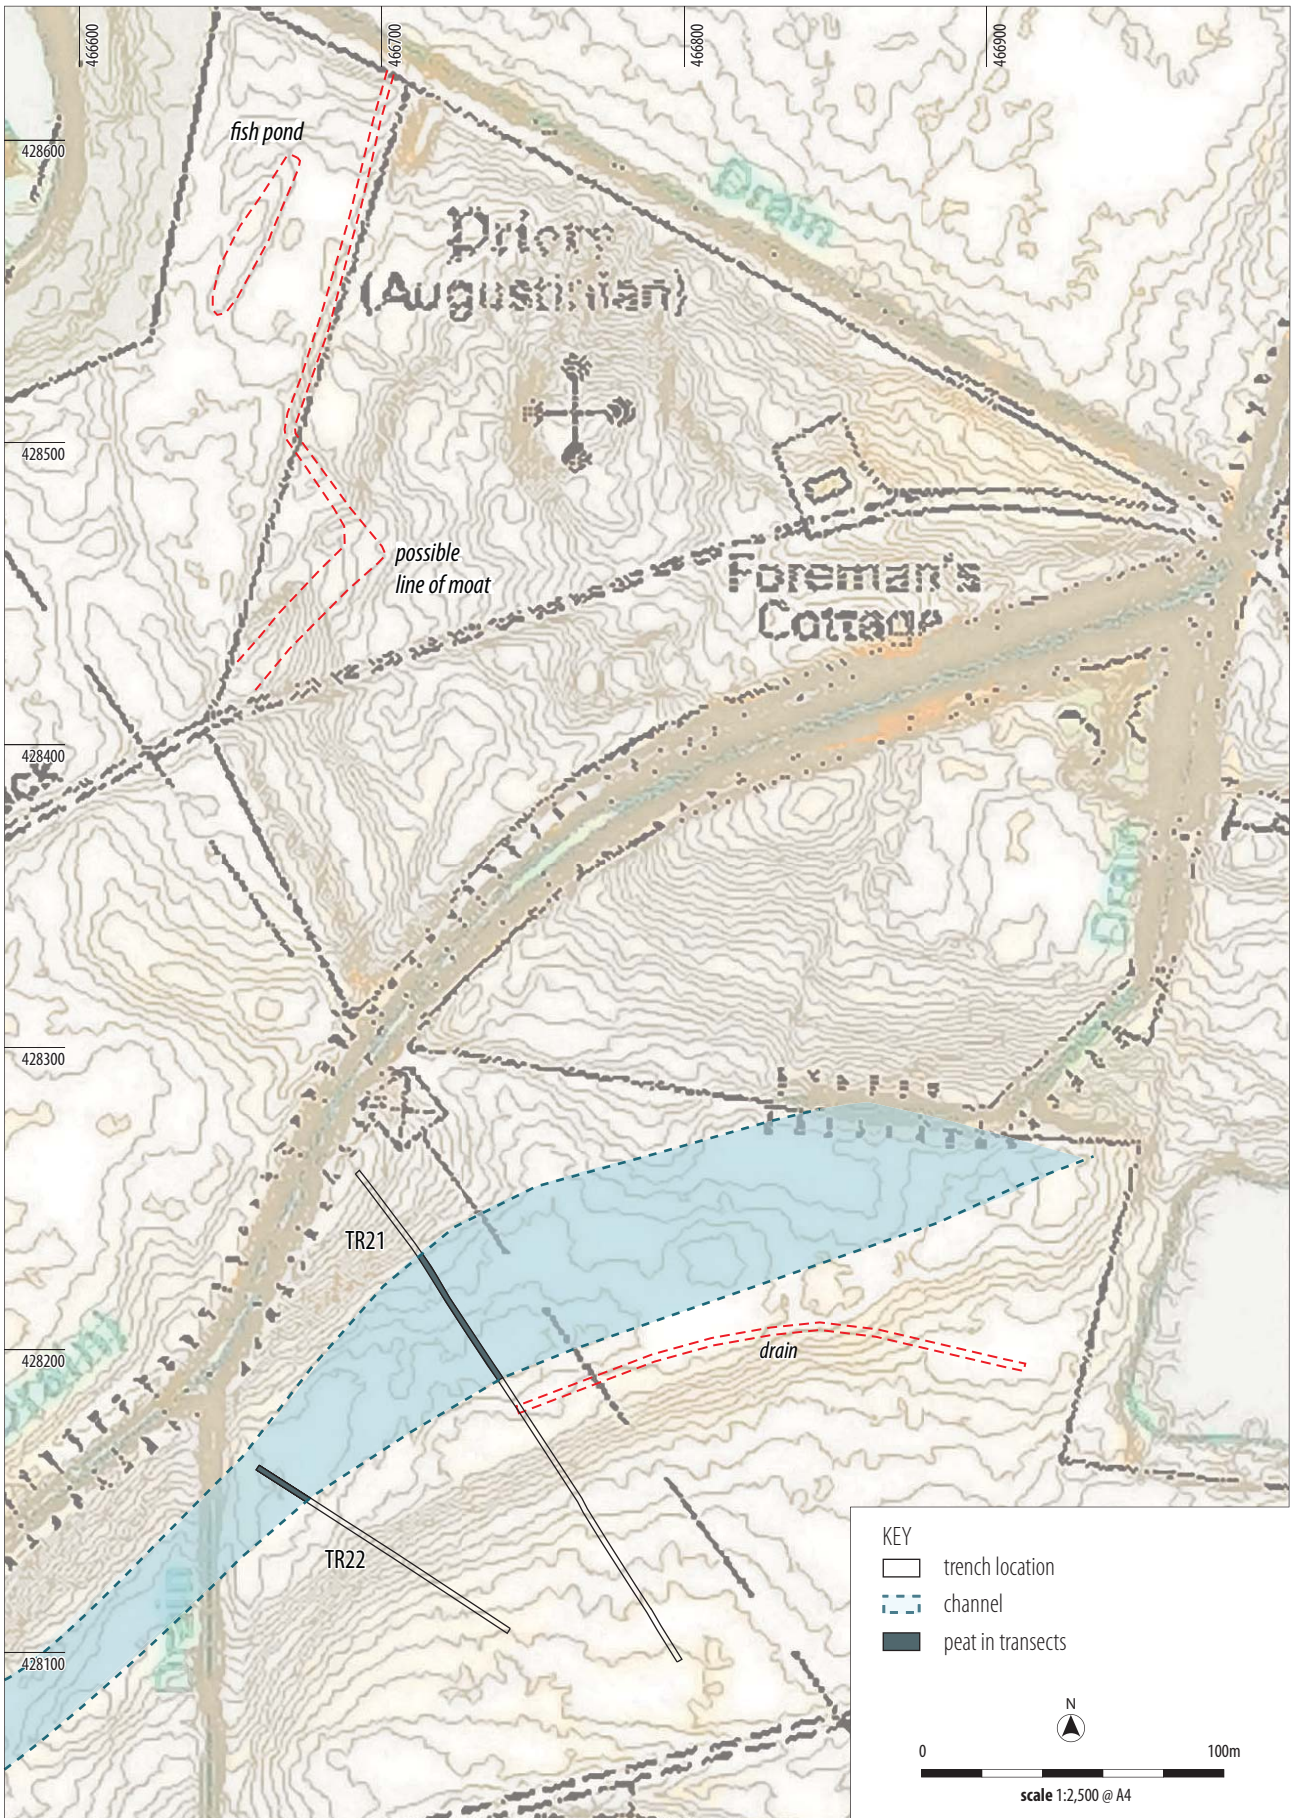 466600
466700
466800
466900
428600
428500
428400
428300
428200
428100
fish pond
Drain
Priory
(Augustinian)
possible
line of moat
Foreman's
Cottage
Drain
TR21
drain
TR22
Drain
KEY
trench location
channel
peat in transects
N
0 100m
scale 1:2,500 @ A4